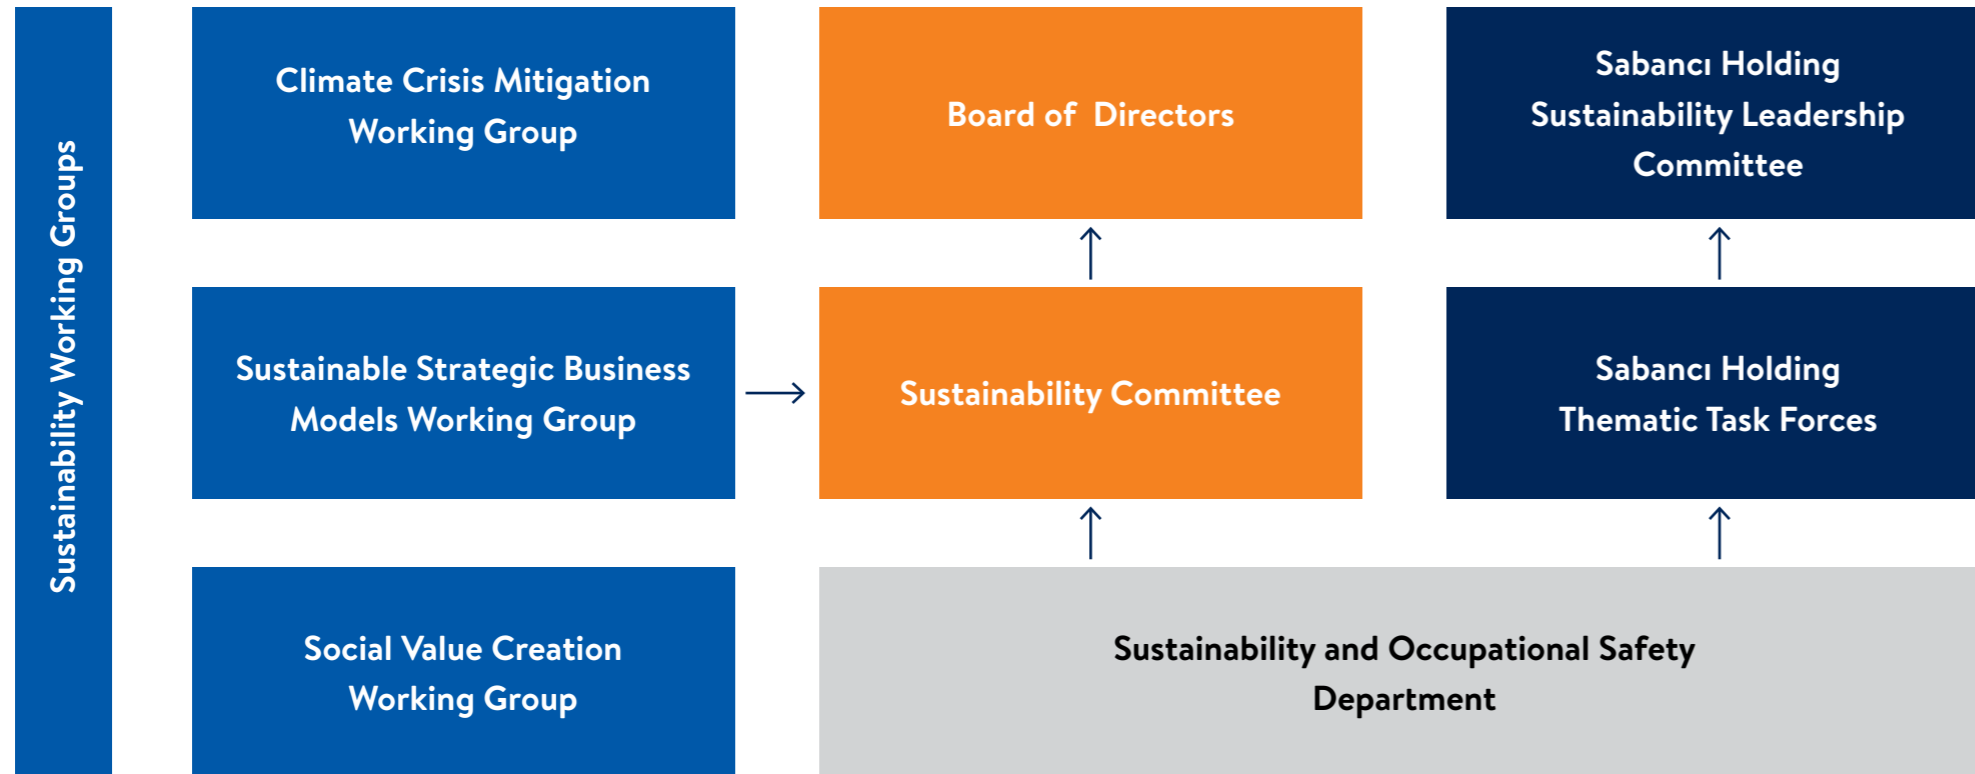 Sustainability Working Groups
Climate Crisis Mitigation
Working Group
Board of Directors
Sabancı Holding
Sustainability Leadership
Committee
Sustainable Strategic Business
Models Working Group
Sustainability Committee
Sabancı Holding
Thematic Task Forces
Social Value Creation
Working Group
Sustainability and Occupational Safety
Department